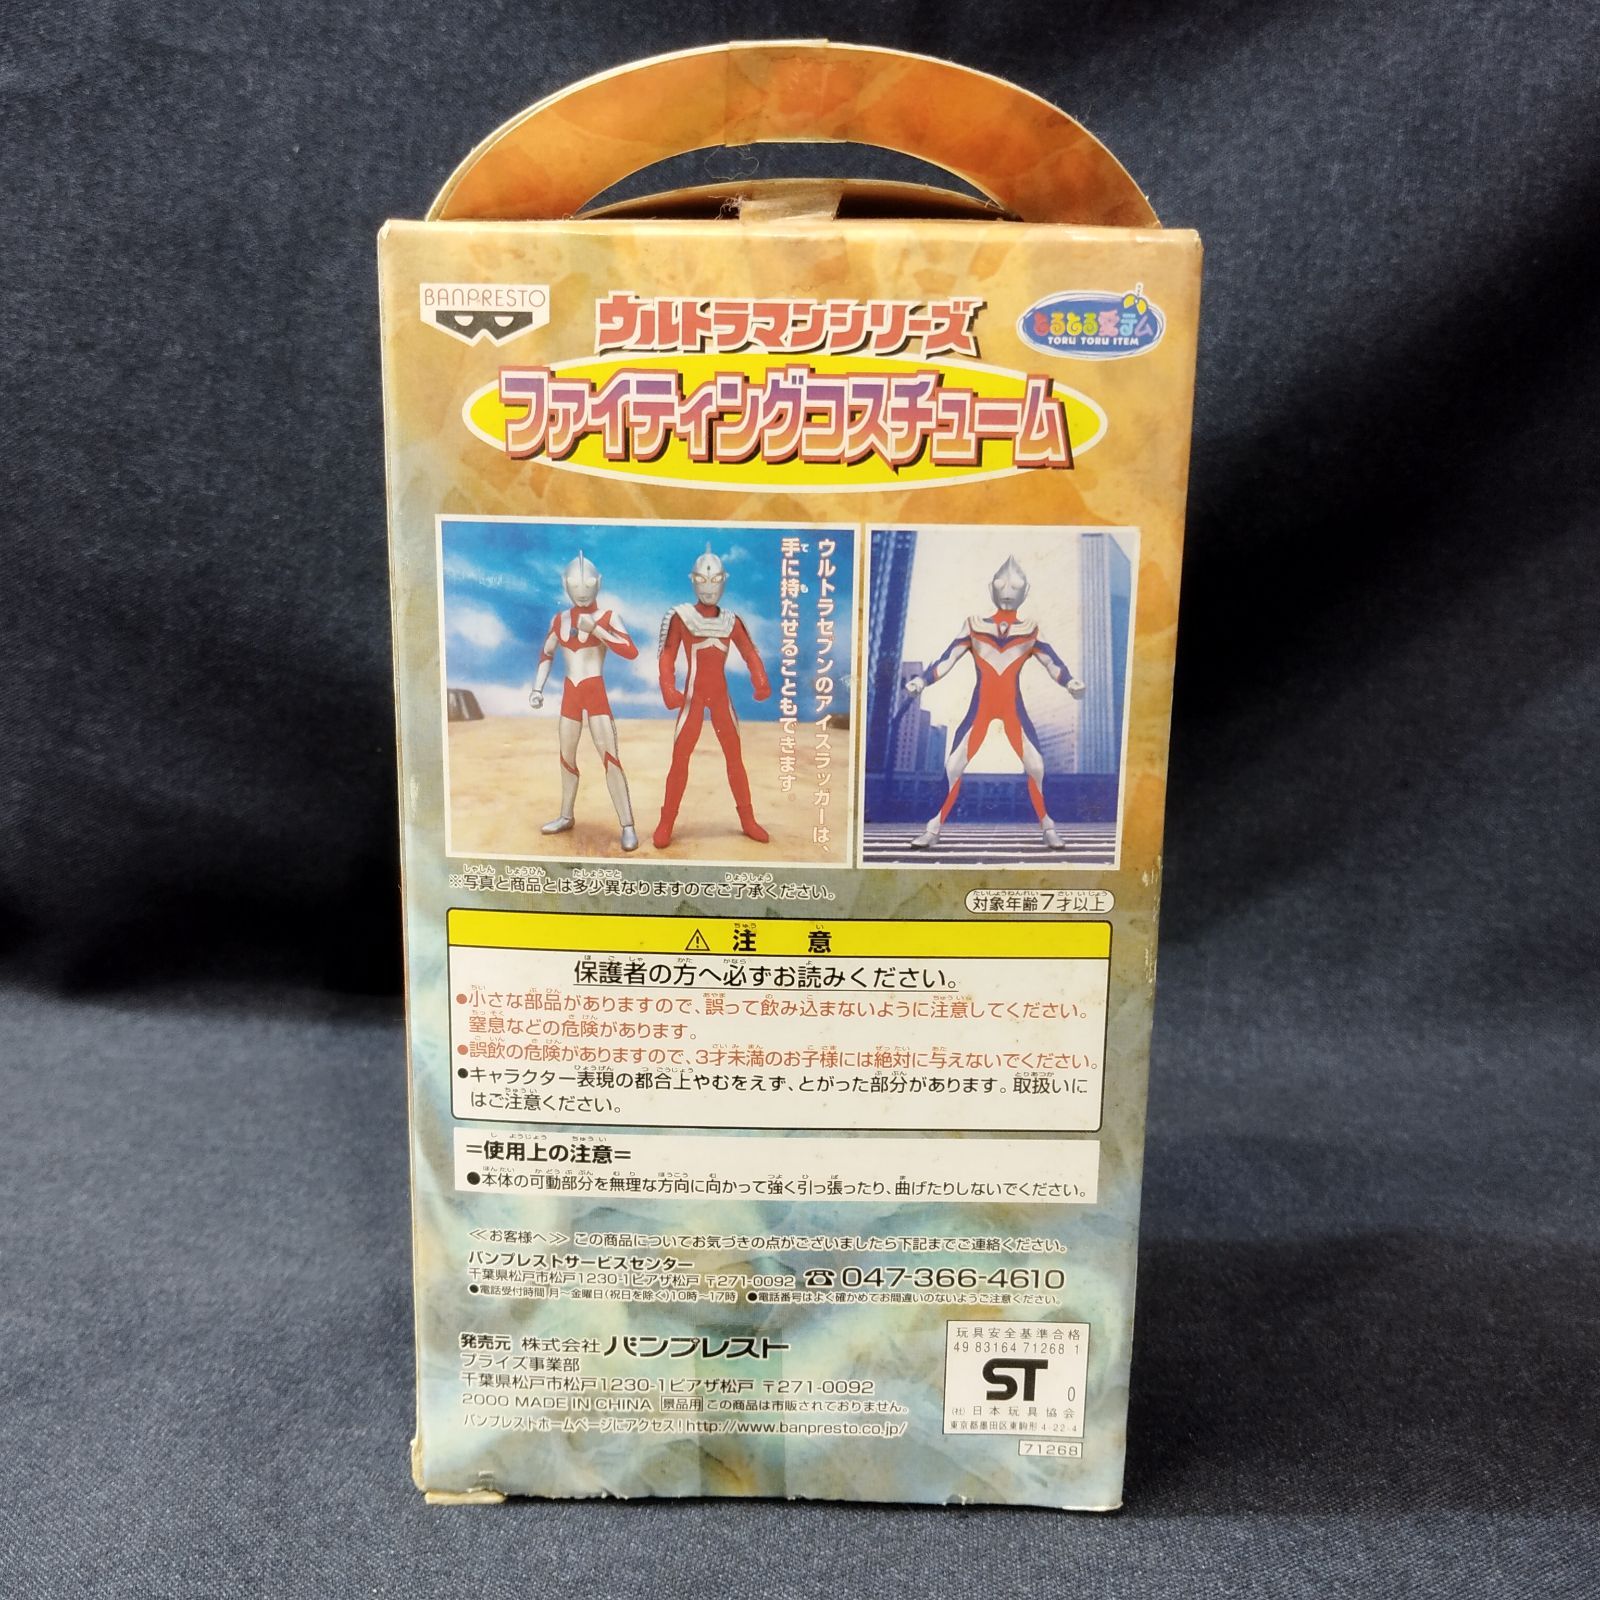 BANPRESTO
ウルトラマンシリーズ
とるとる愛テム
TORU TORU ITEM
ファイティングコスチューム
ウルトラセブンのアイスラッガーは、
手に持たせることもできます。
※写真と商品とは多少異なりますのでご了承ください。
対象年齢7才以上
⚠ 注 意
保護者の方へ必ずお読みください。
●小さな部品がありますので、誤って飲み込まないように注意してください。
窒息などの危険があります。
●誤飲の危険がありますので、3才未満のお子様には絶対に与えないでください。
●キャラクター表現の都合上やむをえず、とがった部分があります。取扱いに
はご注意ください。
=使用上の注意=
●本体の可動部分を無理な方向に向かって強く引っ張ったり、曲げたりしないでください。
≪お客様へ≫ この商品についてお気づきの点がございましたら下記までご連絡ください。
バンプレストサービスセンター
千葉県松戸市松戸1230-1ピアザ松戸 〒271-0092 ☎047-366-4610
●電話受付時間 月〜金曜日(祝日を除く)10時〜17時 ●電話番号はよく確かめてお間違いのないようご注意ください。
発売元 株式会社バンプレスト
プライズ事業部
千葉県松戸市松戸1230-1ピアザ松戸 〒271-0092
2000 MADE IN CHINA 景品用 この商品は市販されておりません。
バンプレストホームページにアクセス!http://www.banpresto.co.jp/
玩具安全基準合格
49 83164 71268 1
ST 0
(社)日本玩具協会
東京都墨田区東駒形4-22-4
71268